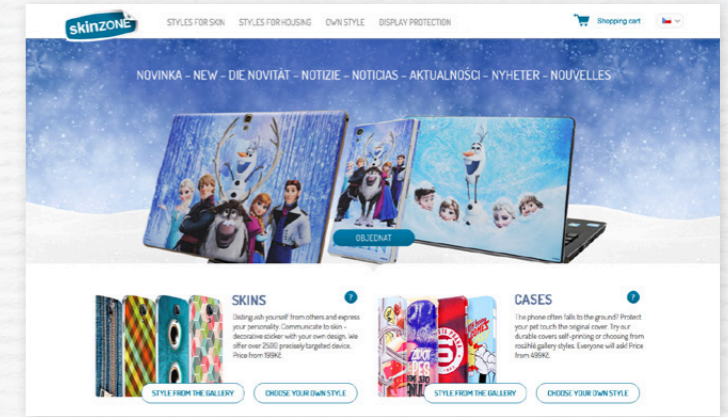 skinzone
STYLES FOR SKIN STYLES FOR HOUSING OWN STYLE DISPLAY PROTECTION
Shopping cart
NOVINKA – NEW – DIE NOVITÄT – NOTIZIE – NOTICIAS – AKTUALNOŚCI – NYHETER – NOUVELLES
OBJEDNAT
SKINS
?
Disting uish yourself from others and express
your personality. Communicate to skin –
decorative sticker with your own design. We
offer over 2500 precisely targeted device.
Price from 199Kč.
STYLE FROM THE GALLERY
CHOOSE YOUR OWN STYLE
CASES
?
The phone often falls to the ground? Protect
your pet touch the original cover. Try our
durable covers self-printing or choosing from
rosáhlé gallery styles. Everyone will ask! Price
from 499Kč.
STYLE FROM THE GALLERY
CHOOSE YOUR OWN STYLE